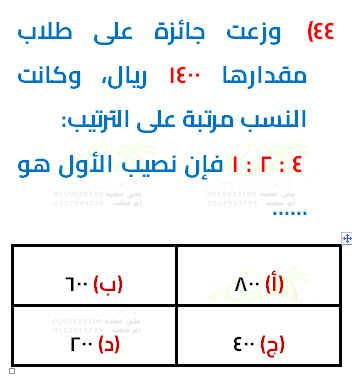 ٤٤) وزعت جائزة على طلاب
مقدارها ١٤٠٠ ريال، وكانت
النسب مرتبة على الترتيب:
٤ : ٢ : ١ فإن نصيب الأول هو
......
(أ) ٨٠٠ (ب) ٦٠٠
(ج) ٤٠٠ (د) ٢٠٠